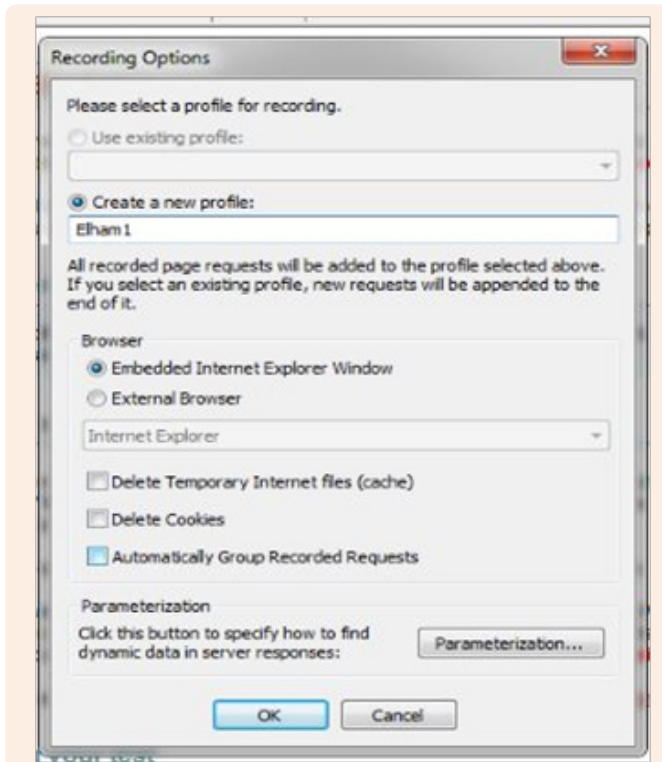 Recording Options
Please select a profile for recording.
Use existing profile:
Create a new profile:
Elham1
All recorded page requests will be added to the profile selected above.
If you select an existing profile, new requests will be appended to the
end of it.
Browser
Embedded Internet Explorer Window
External Browser
Internet Explorer
Delete Temporary Internet files (cache)
Delete Cookies
Automatically Group Recorded Requests
Parameterization
Click this button to specify how to find
dynamic data in server responses:
Parameterization...
OK
Cancel
your test